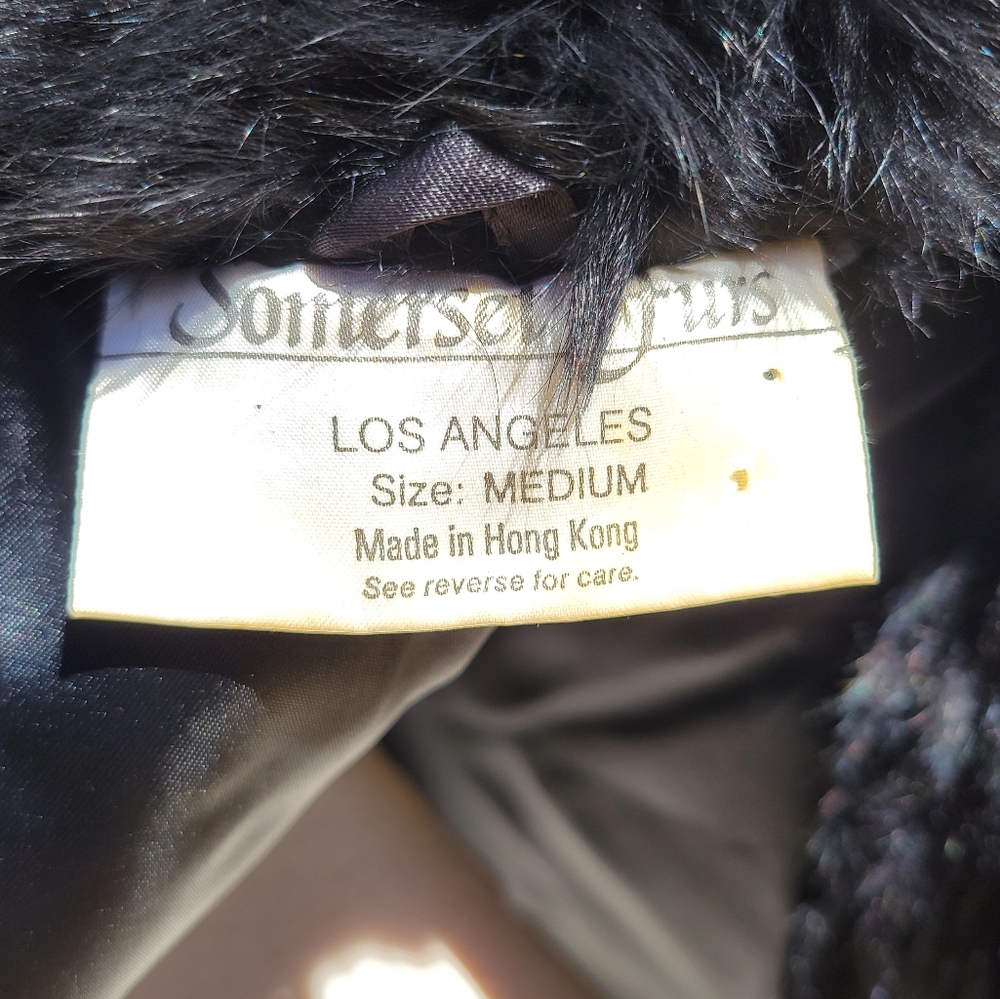 Somerset Furs
LOS ANGELES
Size: MEDIUM
Made in Hong Kong
See reverse for care.